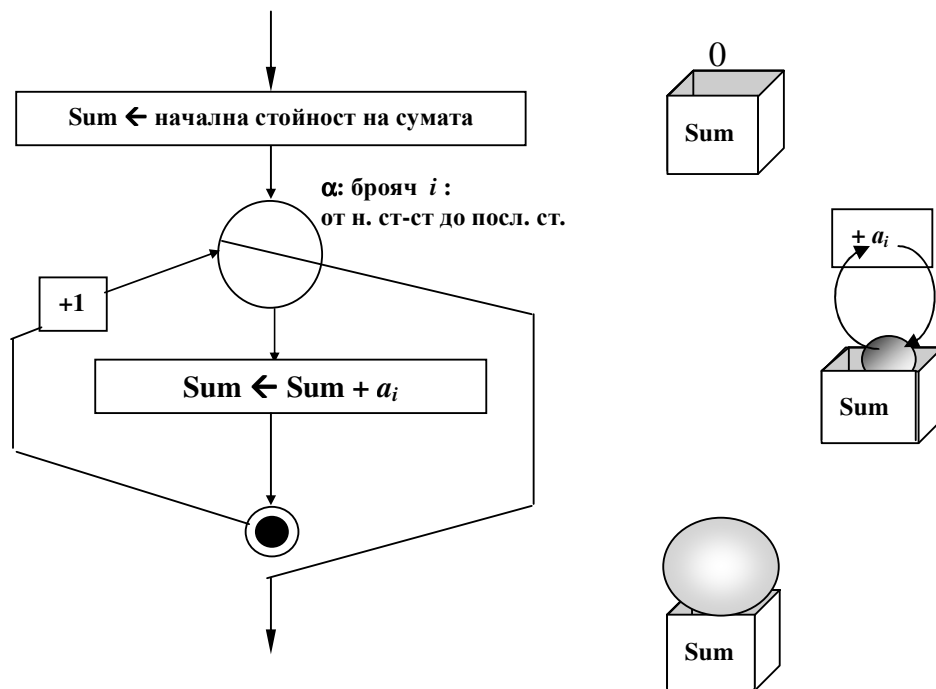 0
Sum ← начална стойност на сумата
Sum
α: брояч i :
от н. ст-ст до посл. ст.
+ aᵢ
+1
Sum ← Sum + aᵢ
Sum
Sum